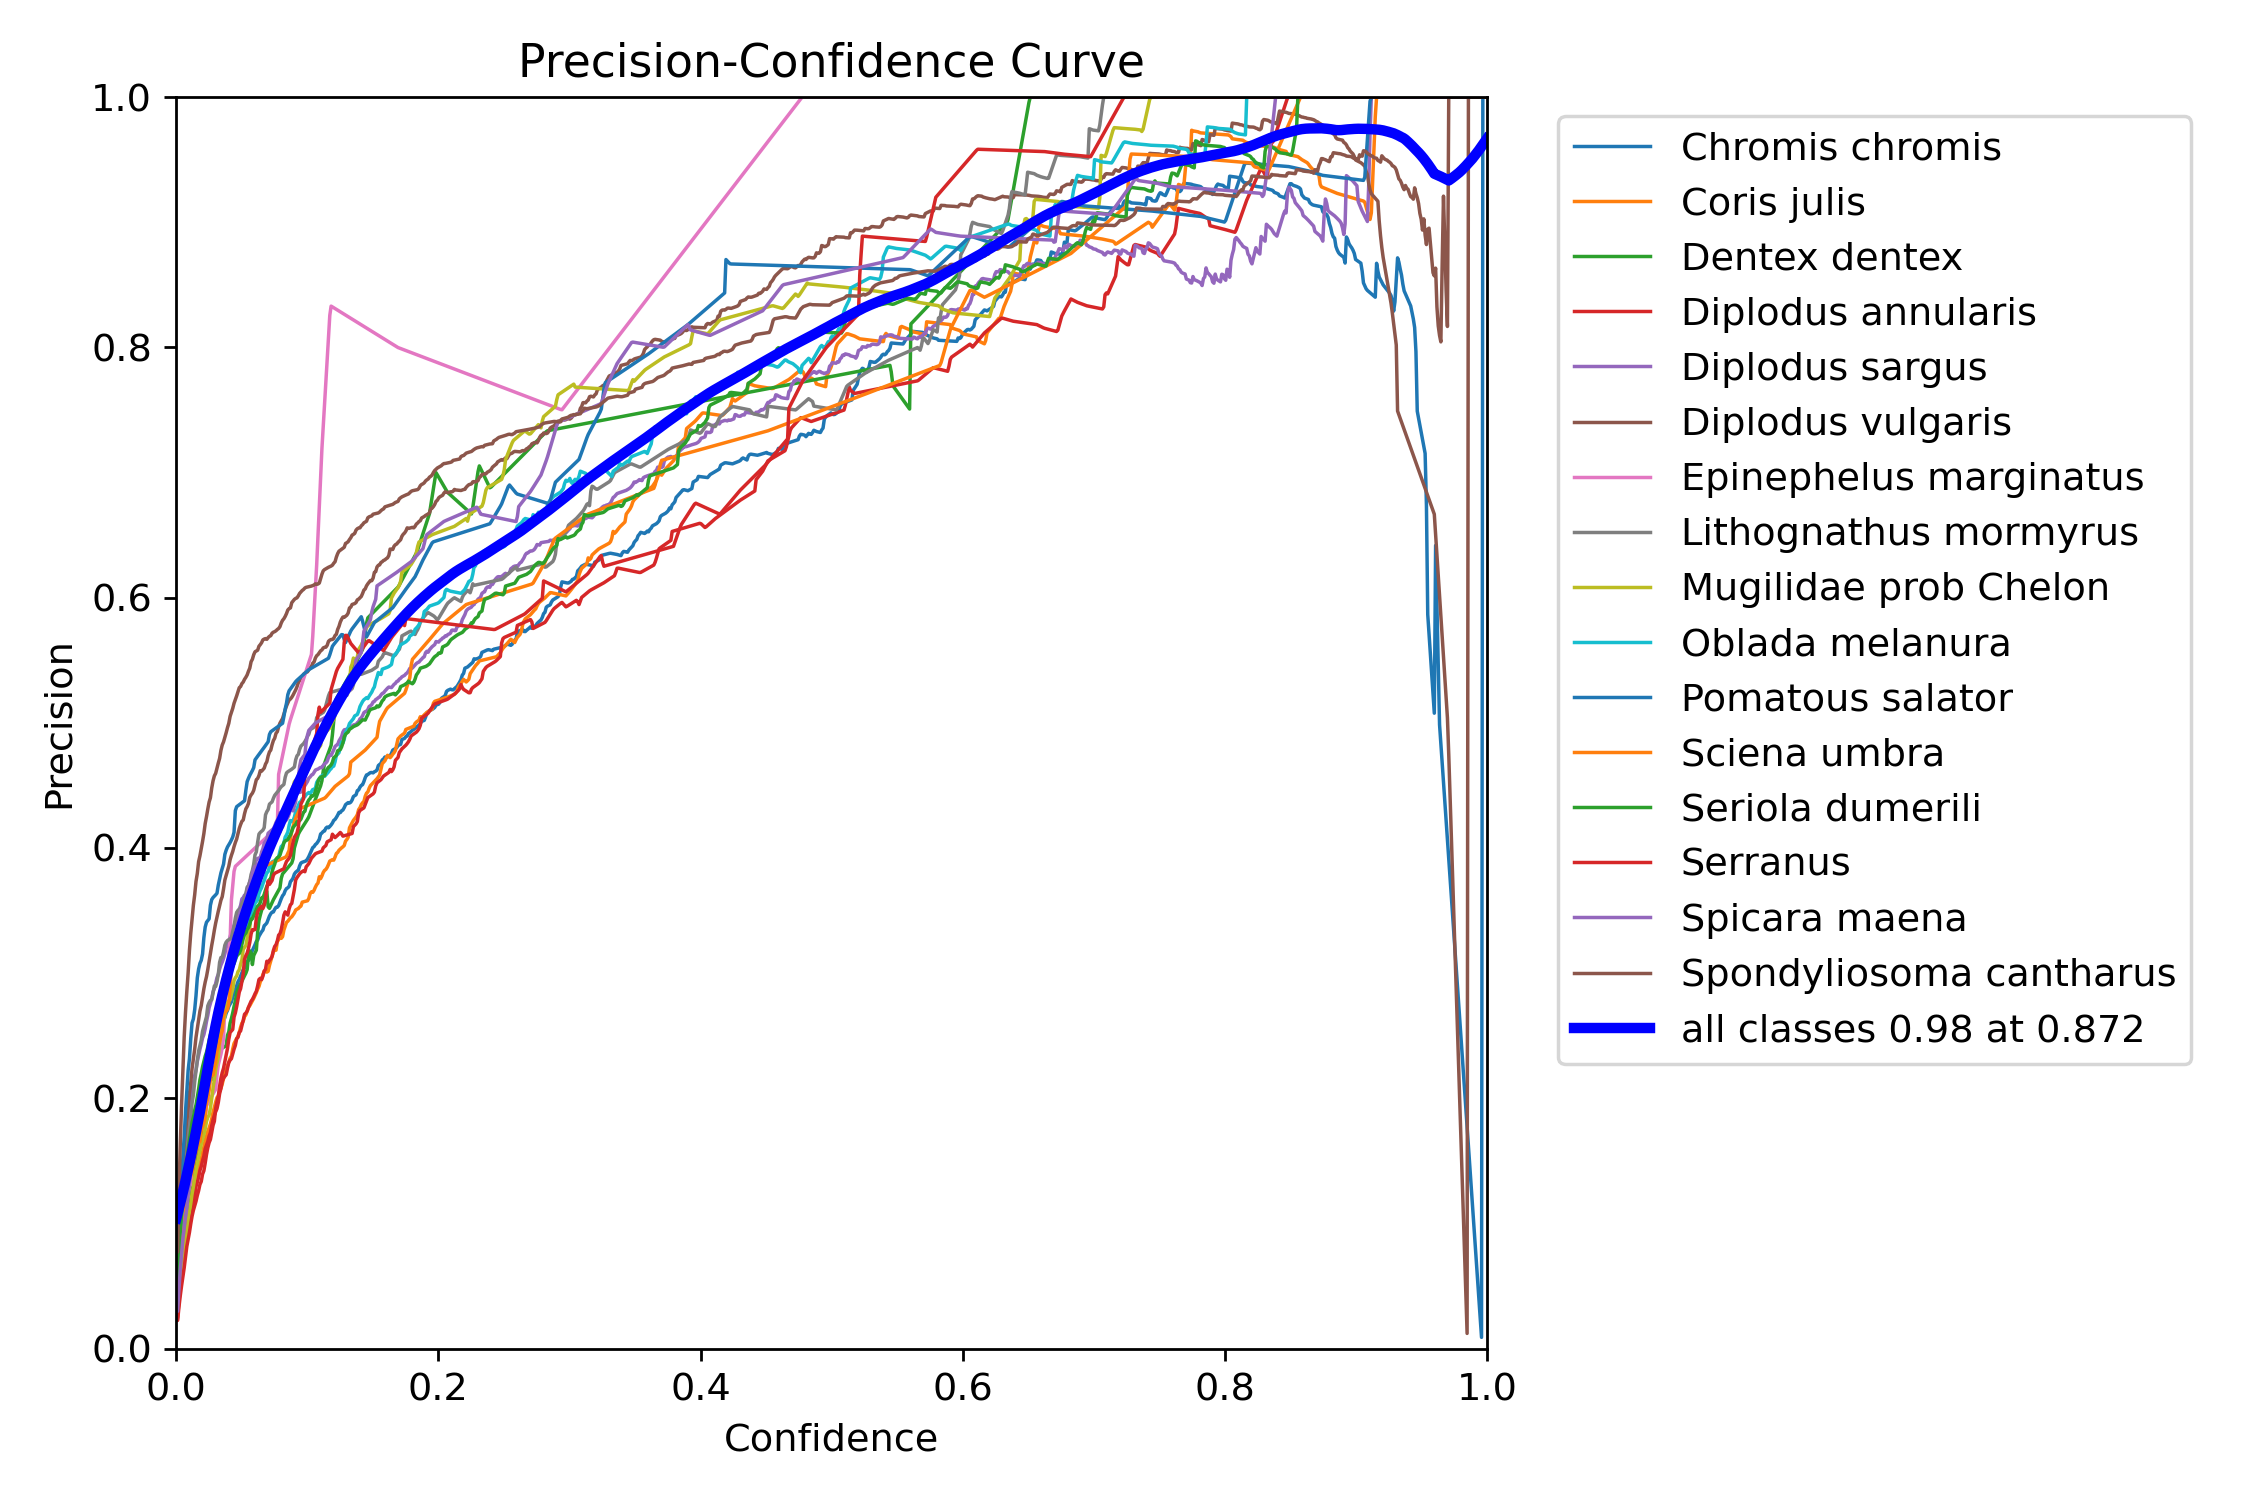 Precision-Confidence Curve
1.0
0.8
0.6
0.4
0.2
0.0
Precision
0.0 0.2 0.4 0.6 0.8 1.0
Confidence
Chromis chromis
Coris julis
Dentex dentex
Diplodus annularis
Diplodus sargus
Diplodus vulgaris
Epinephelus marginatus
Lithognathus mormyrus
Mugilidae prob Chelon
Oblada melanura
Pomatous salator
Sciena umbra
Seriola dumerili
Serranus
Spicara maena
Spondyliosoma cantharus
all classes 0.98 at 0.872